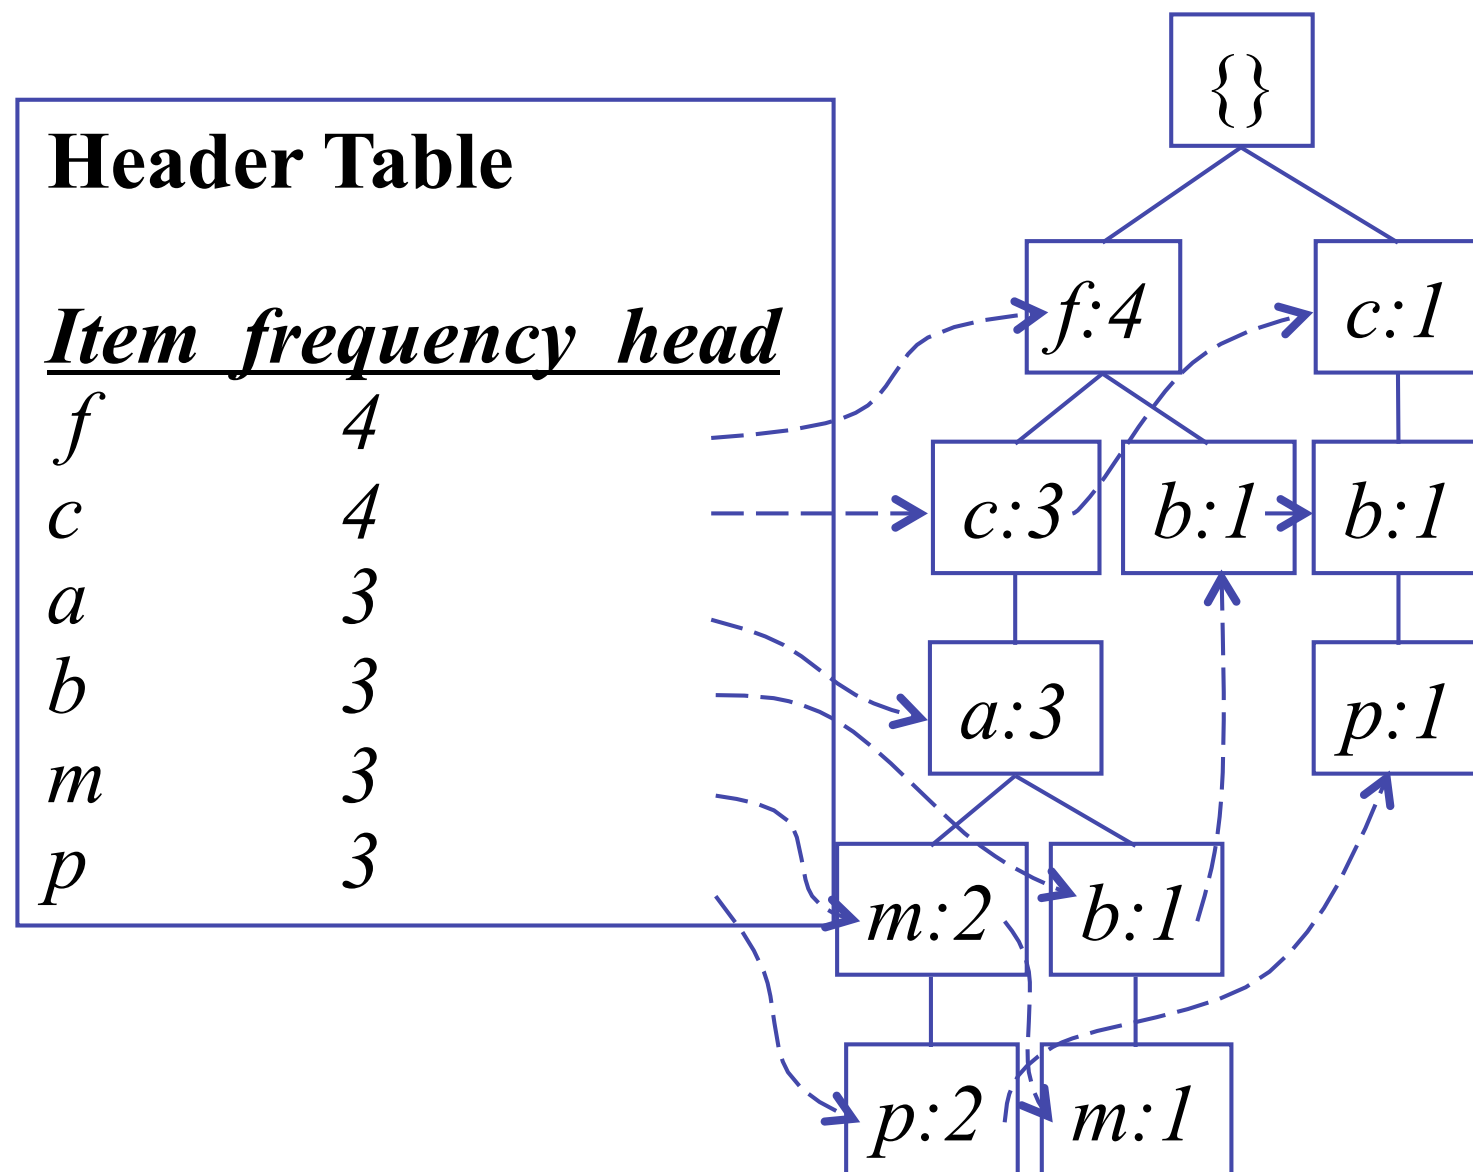 {}
Header Table
Item frequency head
f 4
c 4
a 3
b 3
m 3
p 3
f:4
c:1
c:3
b:1
b:1
a:3
p:1
m:2
b:1
p:2
m:1